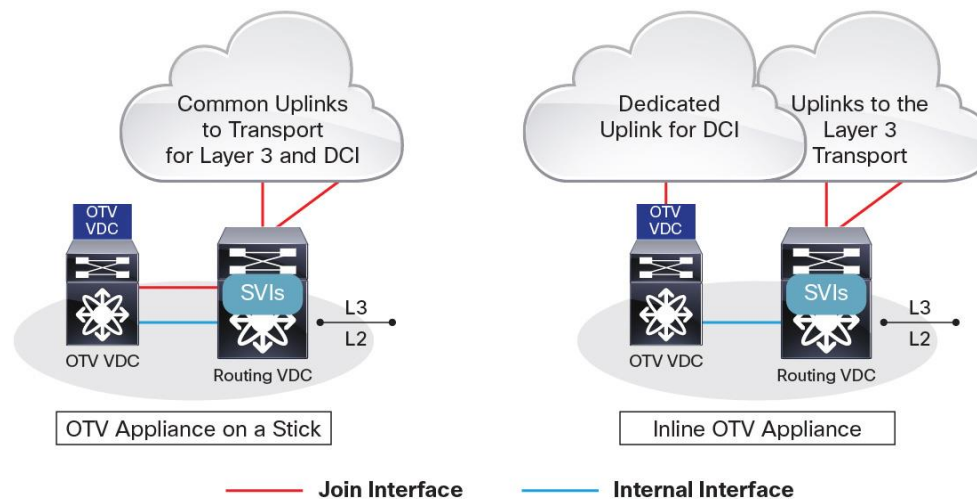 Common Uplinks
to Transport
for Layer 3 and DCI
OTV
VDC
SVIs
L3
L2
OTV VDC
Routing VDC
OTV Appliance on a Stick
Dedicated
Uplink for DCI
Uplinks to the
Layer 3
Transport
OTV
VDC
SVIs
L3
L2
OTV VDC
Routing VDC
Inline OTV Appliance
Join Interface
Internal Interface